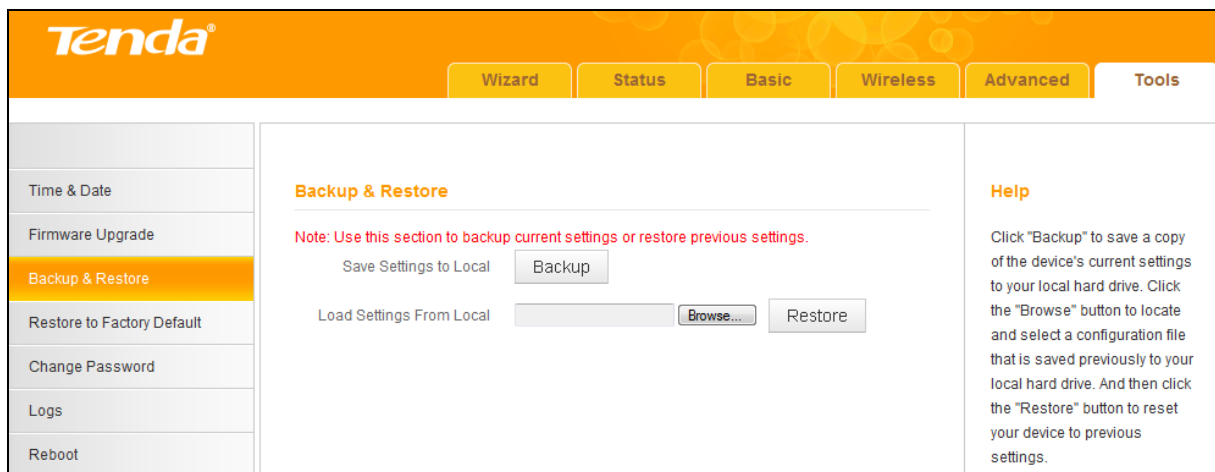 Tenda®
Wizard
Status
Basic
Wireless
Advanced
Tools
Time & Date
Firmware Upgrade
Backup & Restore
Restore to Factory Default
Change Password
Logs
Reboot
Backup & Restore
Note: Use this section to backup current settings or restore previous settings.
Save Settings to Local Backup
Load Settings From Local Browse... Restore
Help
Click "Backup" to save a copy
of the device's current settings
to your local hard drive. Click
the "Browse" button to locate
and select a configuration file
that is saved previously to your
local hard drive. And then click
the "Restore" button to reset
your device to previous
settings.